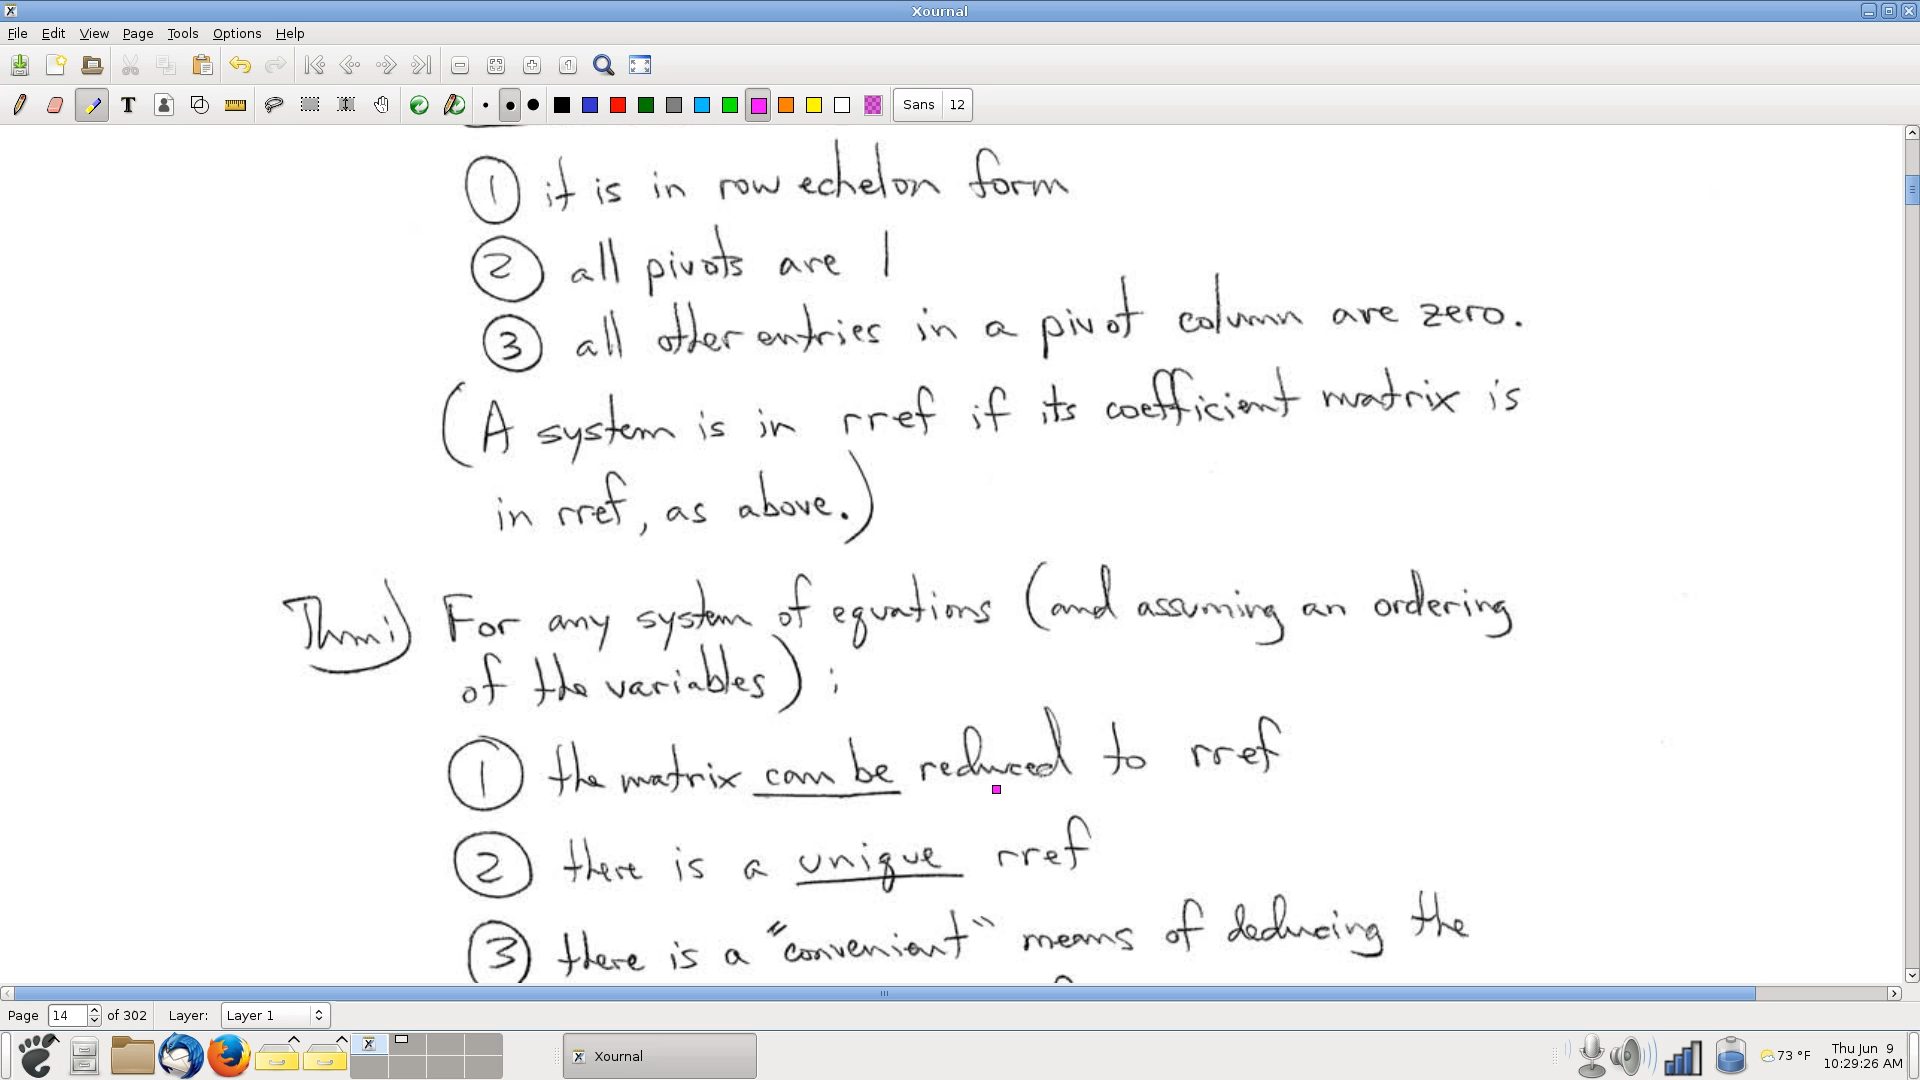 Xournal
File Edit View Page Tools Options Help
Sans 12
① it is in row echelon form
② all pivots are 1
③ all other entries in a pivot column are zero.
(A system is in rref if its coefficient matrix is
in rref, as above.)
Thm:) For any system of equations (and assuming an ordering
of the variables):
① the matrix can be reduced to rref
② there is a unique rref
③ there is a "convenient" means of deducing the
Page 14 of 302 Layer: Layer 1
Xournal
73 °F
Thu Jun 9
10:29:26 AM